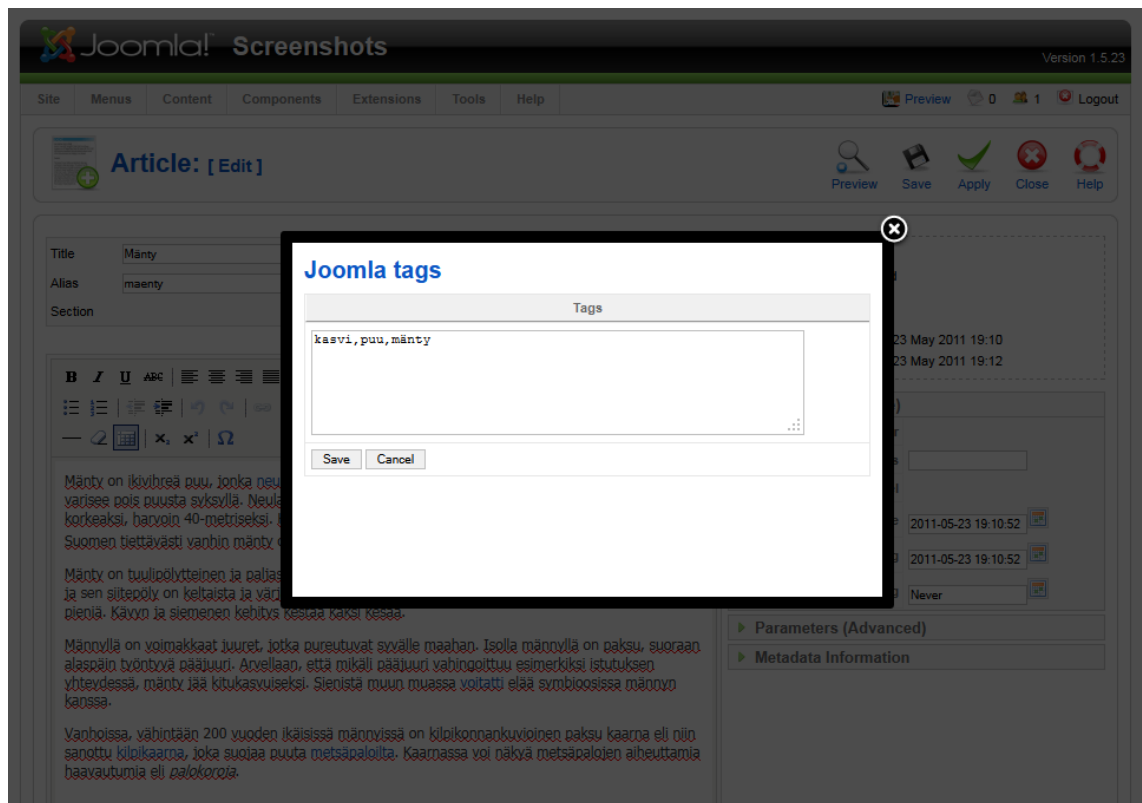 Joomla!™ Screenshots
Version 1.5.23
Site Menus Content Components Extensions Tools Help Preview 0 1 Logout
Article: [ Edit ]
Preview Save Apply Close Help
Title Mänty
Alias maenty
Section
Joomla tags
Tags
kasvi,puu,mänty
Save Cancel
23 May 2011 19:10
23 May 2011 19:12
B I U ABC
2011-05-23 19:10:52
2011-05-23 19:10:52
Never
Parameters (Advanced)
Metadata Information
Mänty on ikivihreä puu, jonka
varisee pois puusta syksyllä.
korkeaksi, harvoin 40-metriseksi.
Suomen tiettävästi vanhin mänty
Mänty on tuulipölytteinen ja
ja sen siitepöly on keltaista ja
pieniä. Kävyn ja siemenen kehitys kestää kaksi kesää.
Männyllä on voimakkaat juuret, jotka pureutuvat syvälle maahan. Isolla männyllä on paksu, suoraan
alaspäin työntyvä pääjuuri. Arvellaan, että mikäli pääjuuri vahingoittuu esimerkiksi istutuksen
yhteydessä, mänty jää kitukasvuiseksi. Sienistä muun muassa voitatti elää symbioosissa männyn
kanssa.
Vanhoissa, vähintään 200 vuoden ikäisissä männyissä on kilpikonnankuvioinen paksu kaarna eli niin
sanottu kilpikaarna, joka suojaa puuta metsäpaloilta. Kaarnassa voi näkyä metsäpalojen aiheuttamia
haavautumia eli palokoroja.